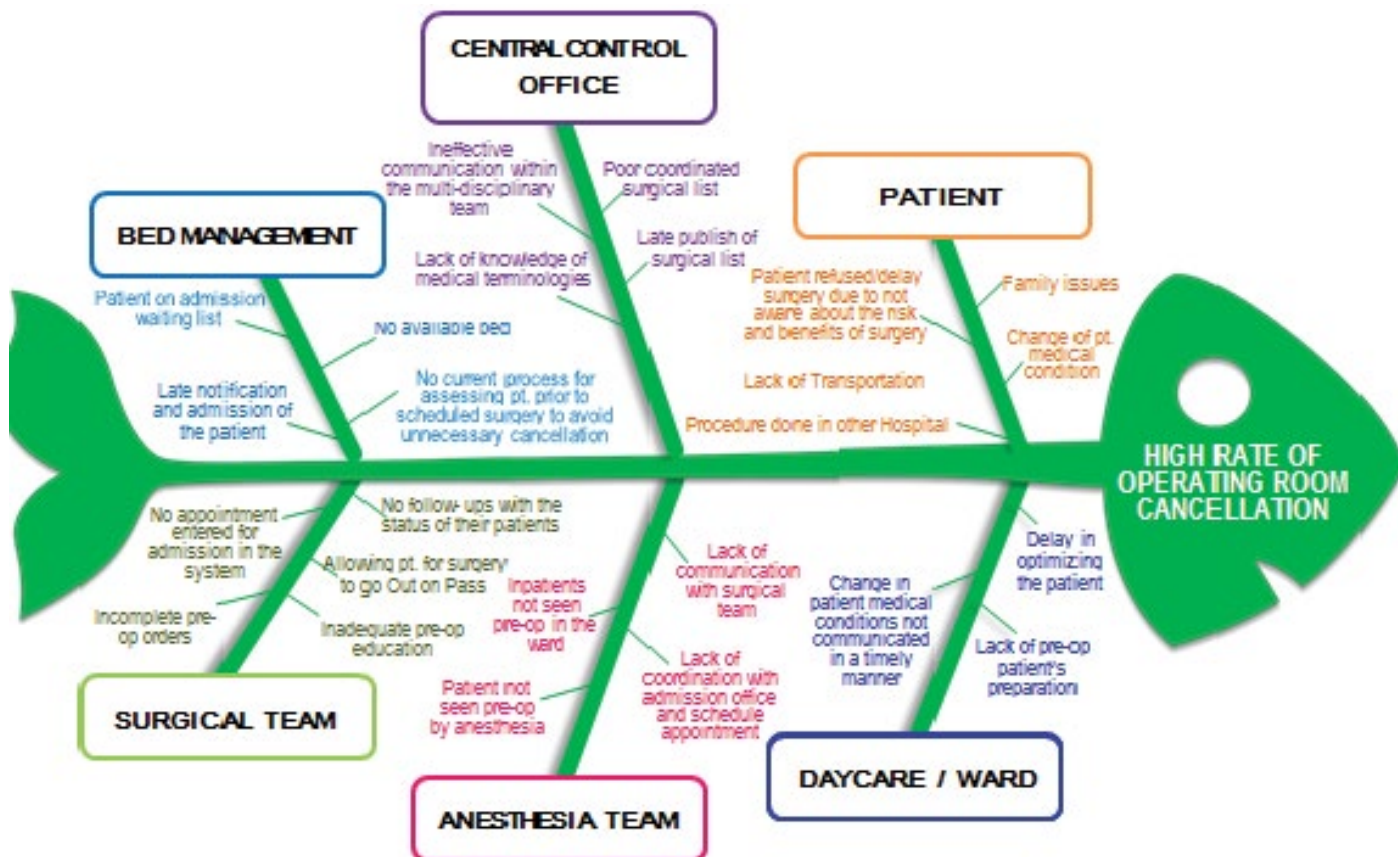 CENTRAL CONTROL
OFFICE
Ineffective
communication within
the multi-disciplinary
team
Poor coordinated
surgical list
Lack of knowledge of
medical terminologies
Late publish of
surgical list
PATIENT
Patient refused/delay
surgery due to not
aware about the risk
and benefits of surgery
Family issues
Change of pt.
medical
condition
Lack of Transportation
Procedure done in other Hospital
BED MANAGEMENT
Patient on admission
waiting list
No available bed
Late notification
and admission of
the patient
No current process for
assessing pt. prior to
scheduled surgery to avoid
unnecessary cancellation
HIGH RATE OF
OPERATING ROOM
CANCELLATION
No appointment
entered for
admission in the
system
No follow- ups with the
status of their patients
Allowing pt. for surgery
to go Out on Pass
Incomplete pre-
op orders
Inadequate pre-op
education
SURGICAL TEAM
Inpatients
not seen
pre-op in the
ward
Lack of
communication
with surgical
team
Patient not
seen pre-op
by anesthesia
Lack of
coordination with
admission office
and schedule
appointment
ANESTHESIA TEAM
Change in
patient medical
conditions not
communicated
in a timely
manner
Delay in
optimizing
the patient
Lack of pre-op
patient's
preparation
DAYCARE / WARD